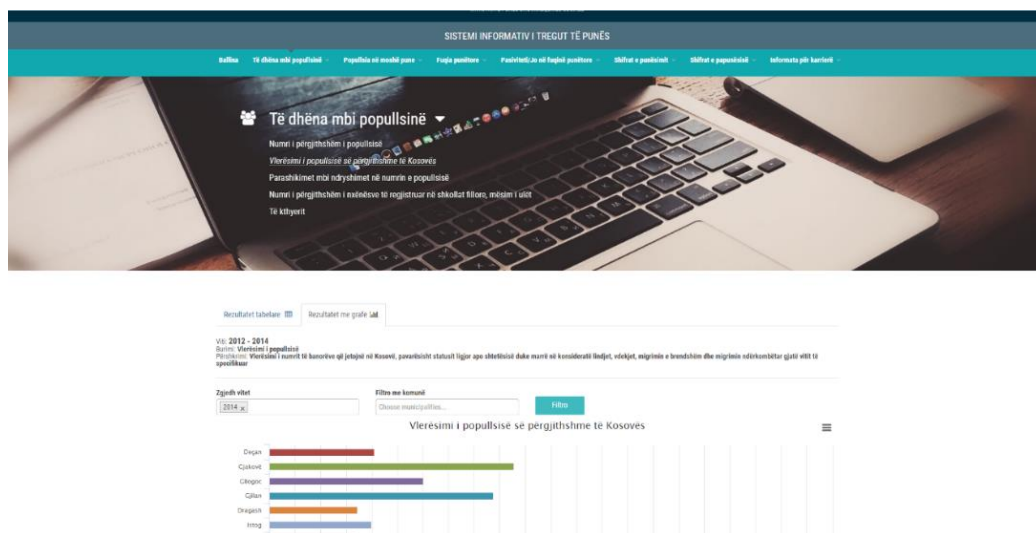 SISTEMI INFORMATIV I TREGUT TË PUNËS
Ballina Të dhëna mbi popullsinë Popullsia në moshë pune Fuqia punëtore Pasiviteti/Jo në fuqinë punëtore Shifrat e punësimit Shifrat e papunësisë Informata për karrierë
Të dhëna mbi popullsinë
Numri i përgjithshëm i popullsisë
Vlerësimi i popullsisë së përgjithshme të Kosovës
Parashikimet mbi ndryshimet në numrin e popullsisë
Numri i përgjithshëm i nxënësve të regjistruar në shkollat fillore, mësim i ulët
Të kthyerit
Rezultatet tabelare Rezultatet me grafe
Viti: 2012 - 2014
Burimi: Vlerësimi i popullsisë
Përshkrimi: Vlerësimi i numrit të banorëve që jetojnë në Kosovë, pavarësisht statusit ligjor apo shtetësisë duke marrë në konsideratë lindjet, vdekjet, migrimin e brendshëm dhe migrimin ndërkombëtar gjatë vitit të
specifikuar
Zgjedh vitet Filtro me komunë
2014 x Choose municipalities... Filtro
Vlerësimi i popullsisë së përgjithshme të Kosovës
Deçan
Gjakovë
Gllogoc
Gjilan
Dragash
Istog